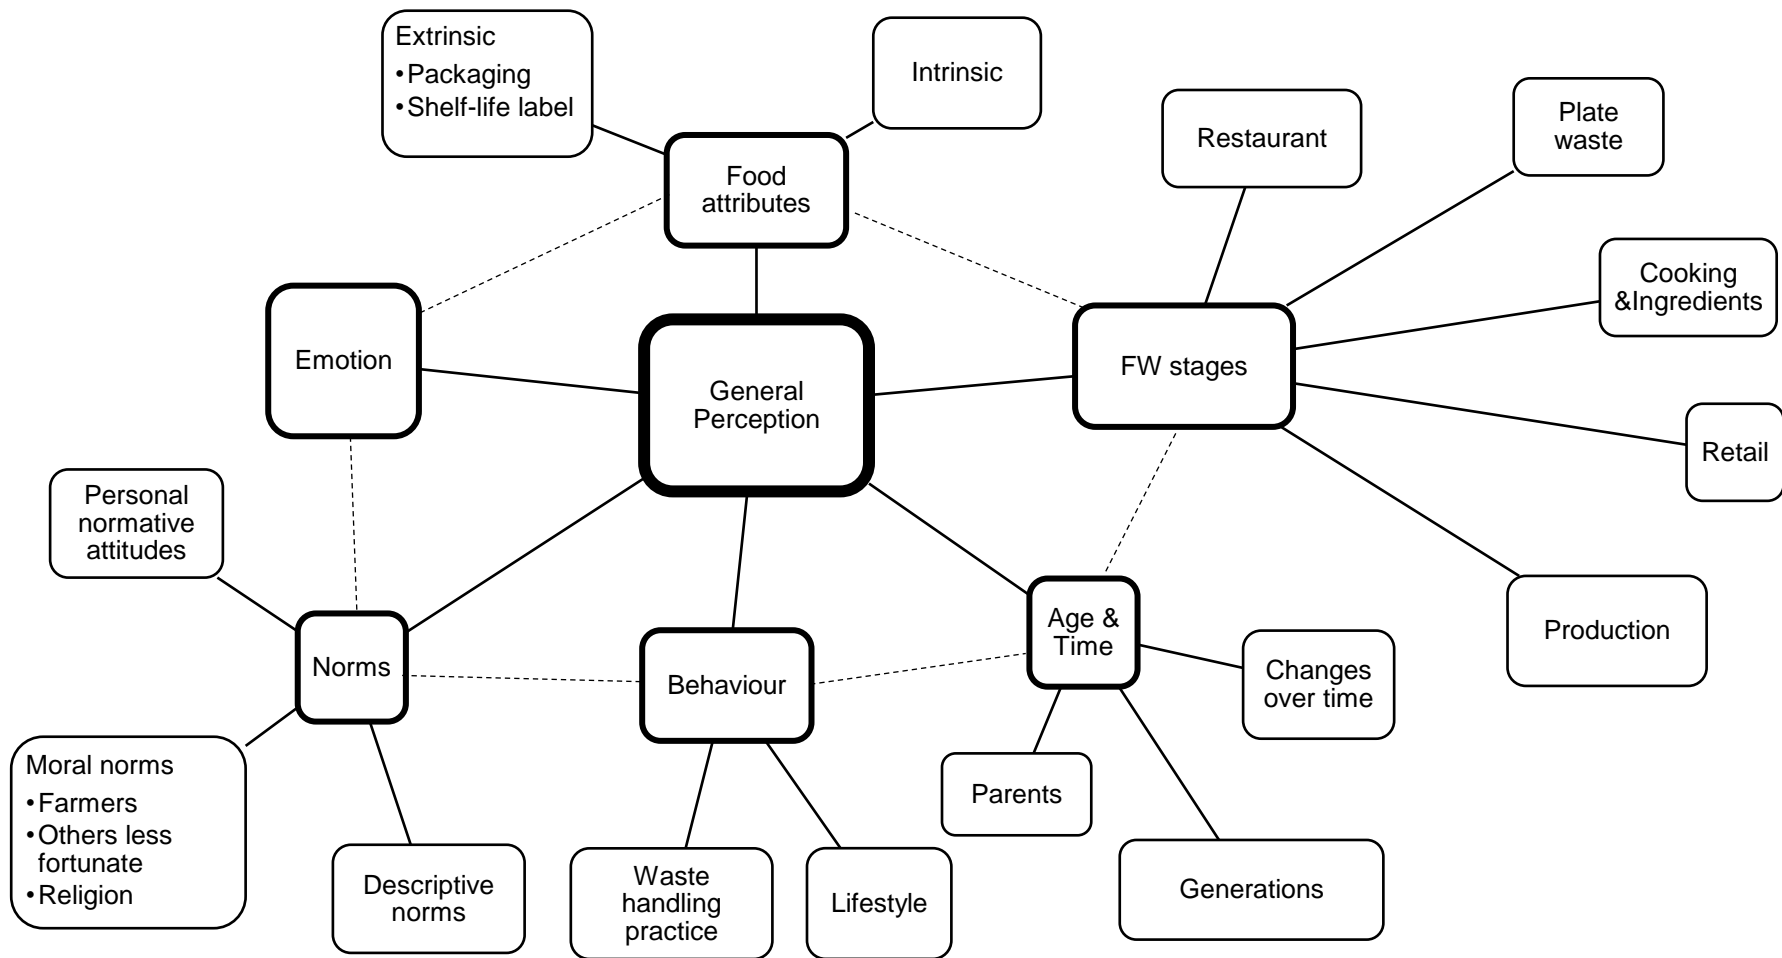 Extrinsic
•Packaging
•Shelf-life label
Intrinsic
Restaurant
Plate
waste
Food
attributes
Cooking
&Ingredients
Emotion
General
Perception
FW stages
Retail
Personal
normative
attitudes
Age &
Time
Production
Norms
Behaviour
Changes
over time
Moral norms
•Farmers
•Others less
fortunate
•Religion
Parents
Descriptive
norms
Waste
handling
practice
Lifestyle
Generations